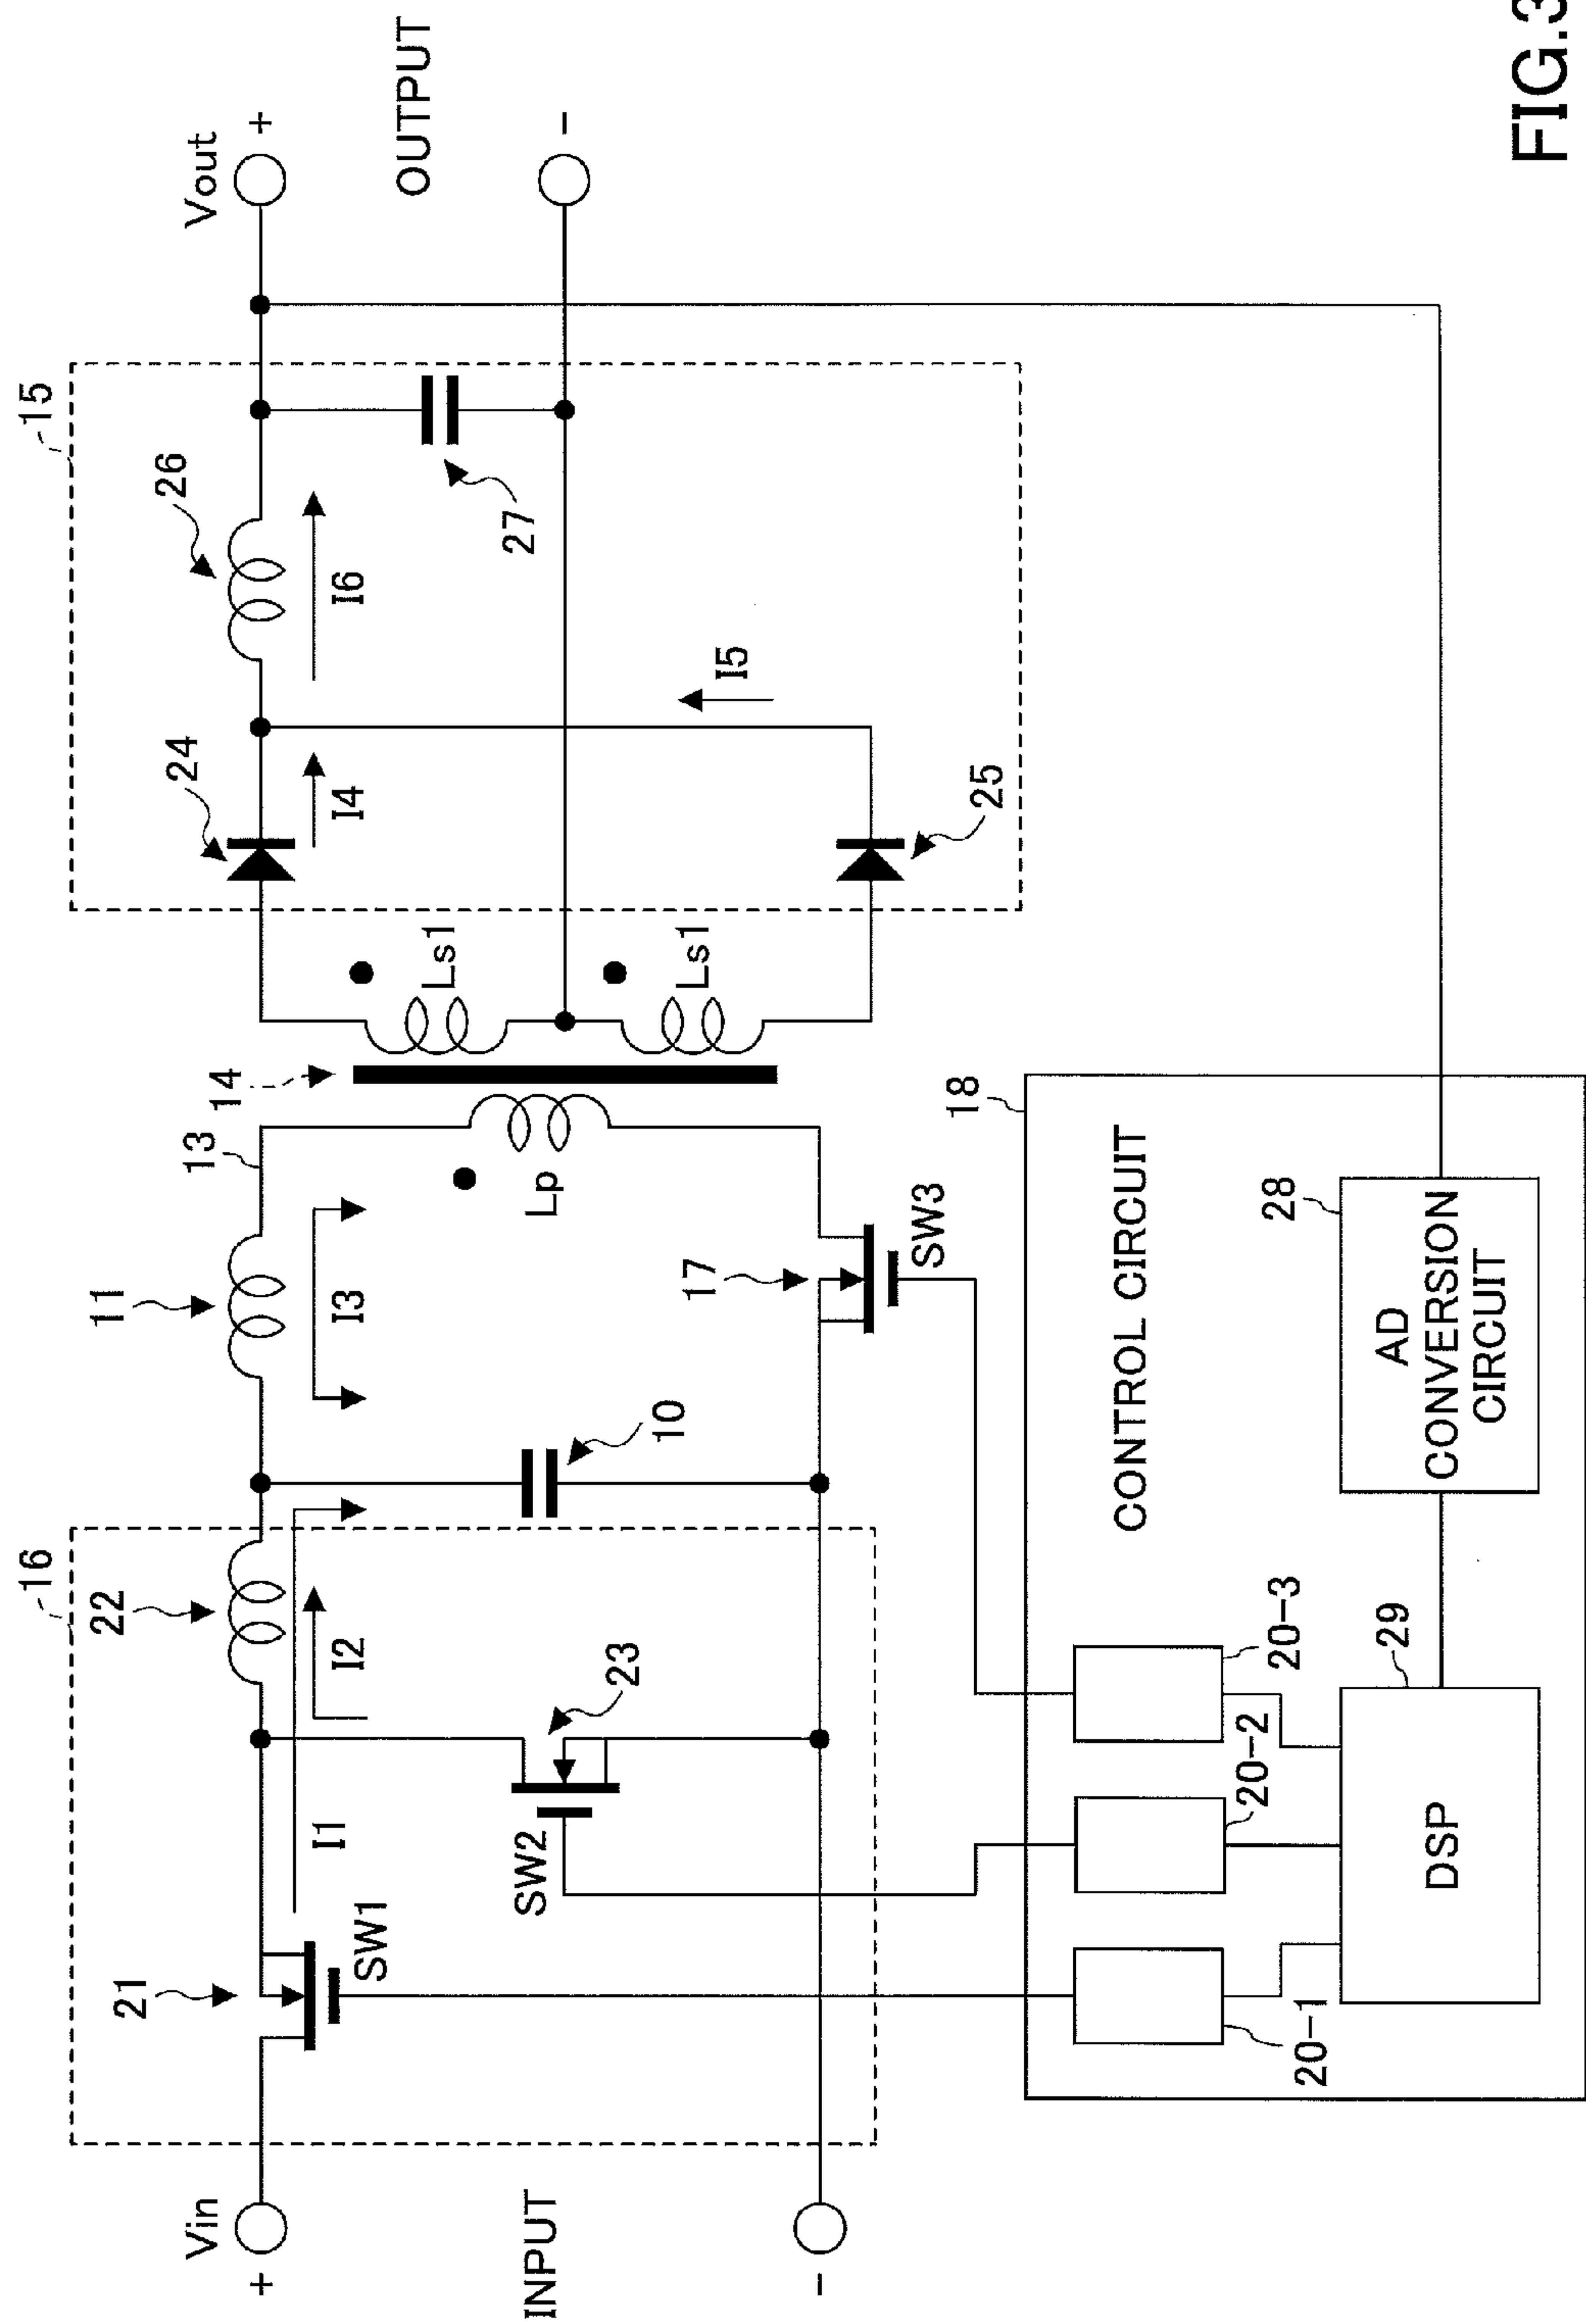 16
15
Vin
+
21
SW1
I1
22
I2
SW2
23
11
I3
10
13
14
Lp
17
SW3
Ls1
Ls1
24
I4
25
I5
26
I6
27
Vout
+
OUTPUT
-
INPUT
-
18
CONTROL CIRCUIT
20-1
20-2
20-3
DSP
29
AD
CONVERSION
CIRCUIT
28
FIG.3